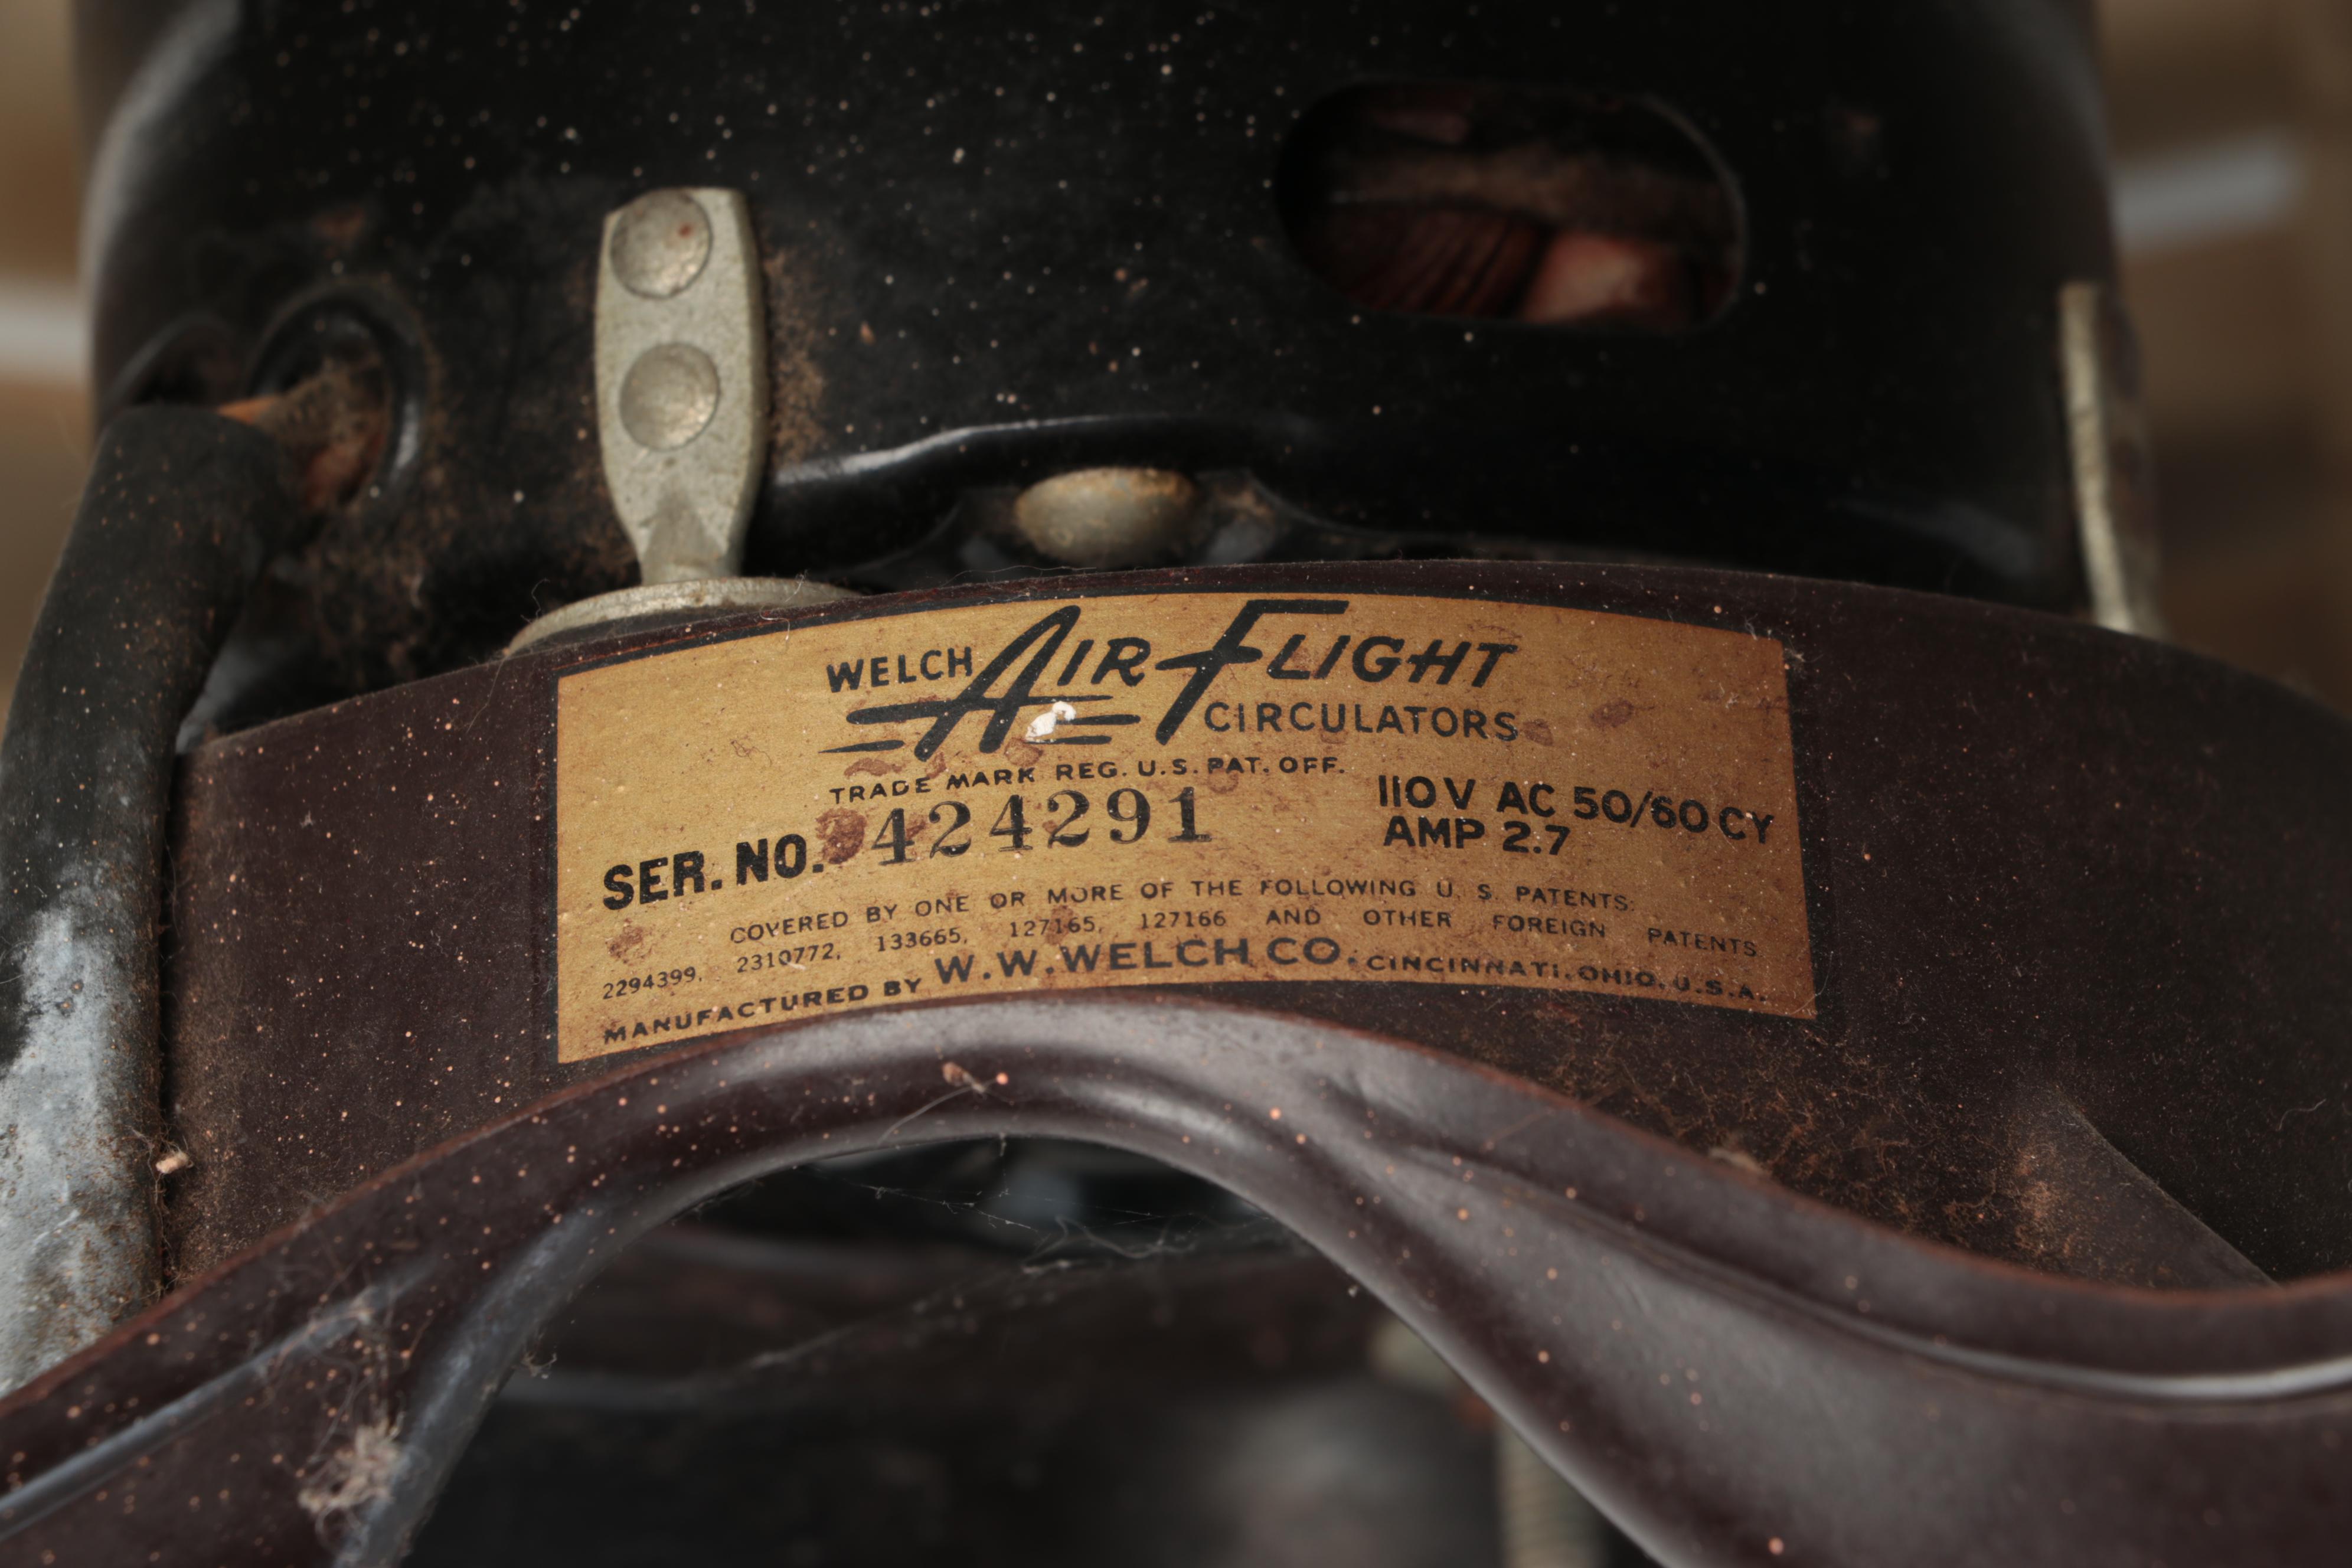 WELCH AIR-FLIGHT
CIRCULATORS
TRADE MARK REG. U.S. PAT. OFF.
SER. NO. 424291
110 V AC 50/60 CY
AMP 2.7
COVERED BY ONE OR MORE OF THE FOLLOWING U. S. PATENTS:
2294399, 2310772, 133665, 127165, 127166 AND OTHER FOREIGN PATENTS
MANUFACTURED BY W.W. WELCH CO. CINCINNATI, OHIO, U.S.A.